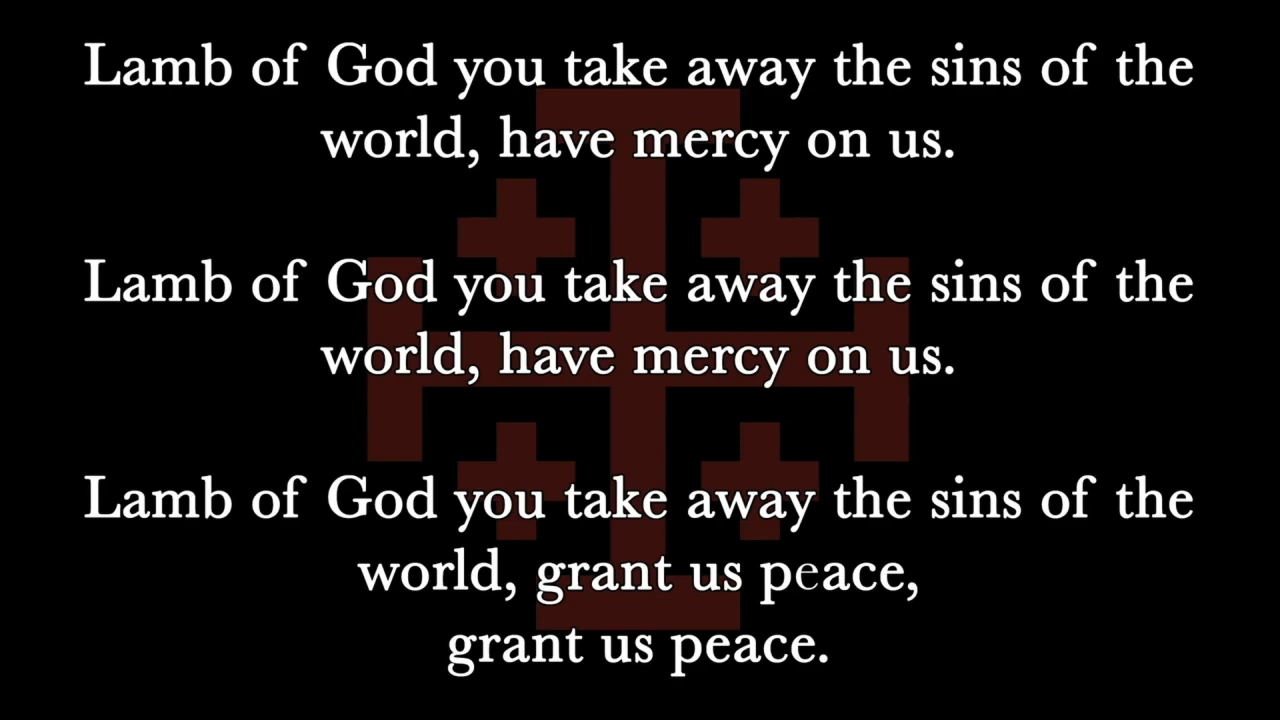 Lamb of God you take away the sins of the
world, have mercy on us.
Lamb of God you take away the sins of the
world, have mercy on us.
Lamb of God you take away the sins of the
world, grant us peace,
grant us peace.